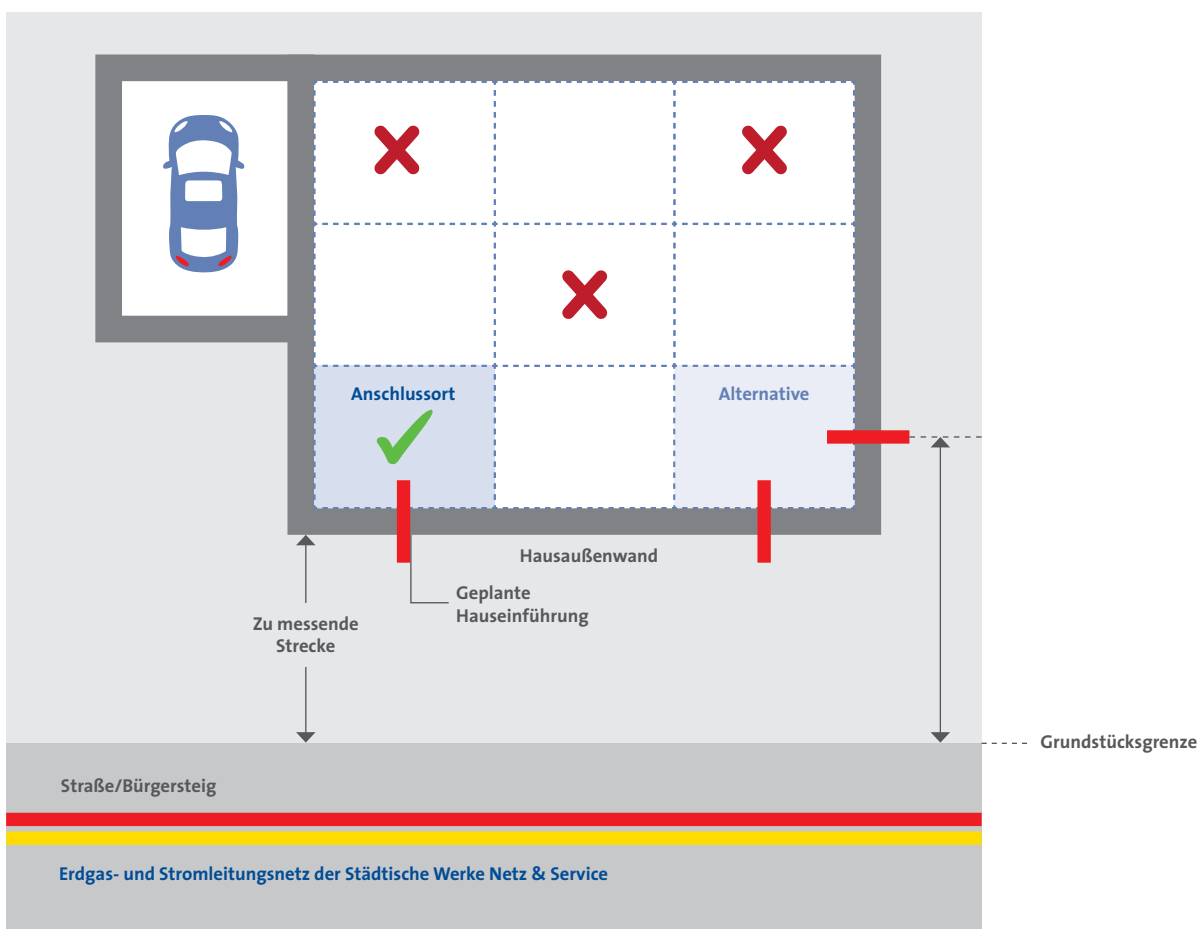 Anschlussort
Alternative
Hausaußenwand
Geplante
Hauseinführung
Zu messende
Strecke
Grundstücksgrenze
Straße/Bürgersteig
Erdgas- und Stromleitungsnetz der Städtische Werke Netz & Service